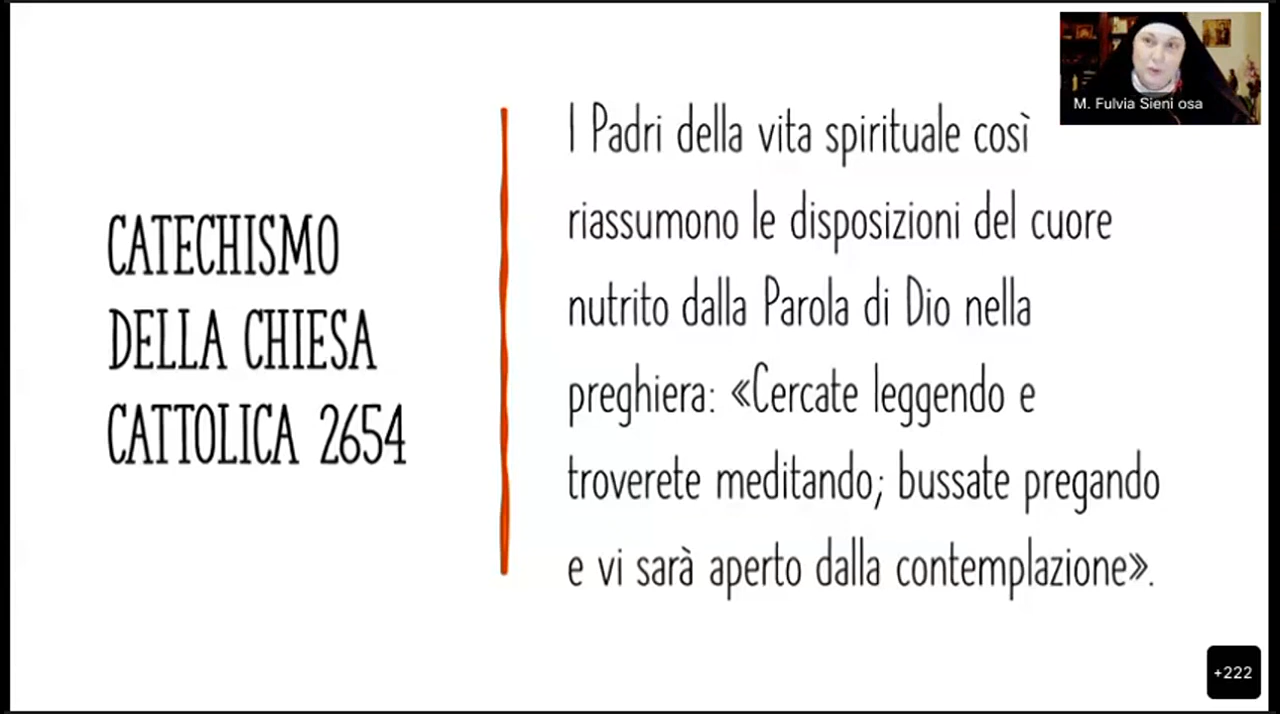 M. Fulvia Sieni osa
CATECHISMO
DELLA CHIESA
CATTOLICA 2654
I Padri della vita spirituale così
riassumono le disposizioni del cuore
nutrito dalla Parola di Dio nella
preghiera: «Cercate leggendo e
troverete meditando; bussate pregando
e vi sarà aperto dalla contemplazione».
+222